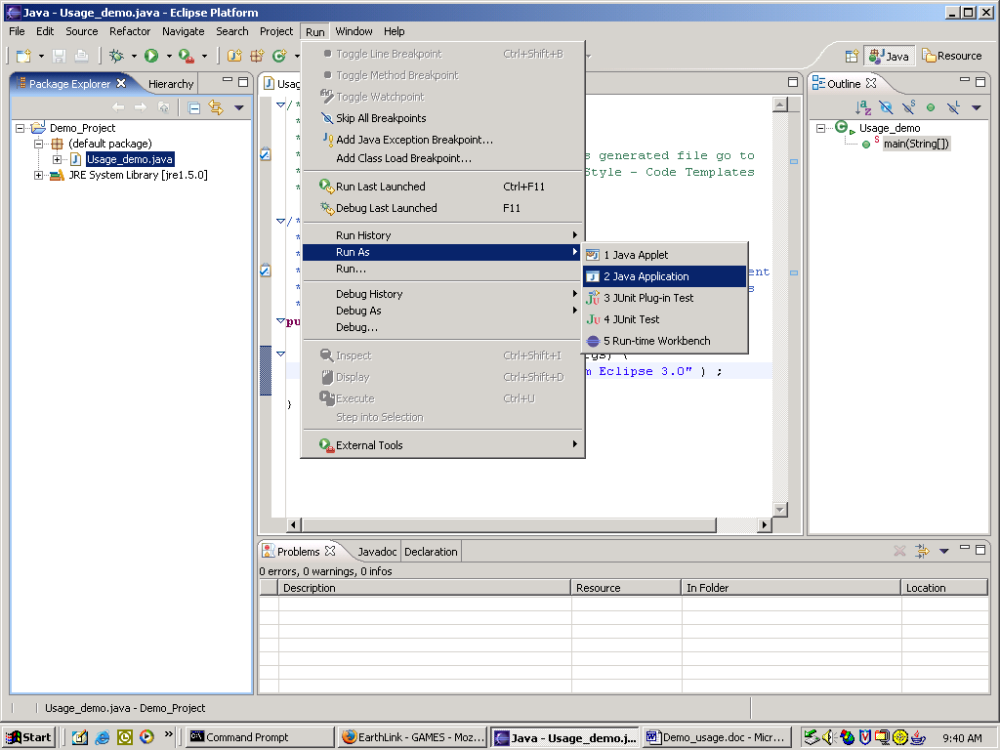 Java - Usage_demo.java - Eclipse Platform
File Edit Source Refactor Navigate Search Project Run Window Help
Java
Resource
Package Explorer
Hierarchy
Demo_Project
(default package)
Usage_demo.java
JRE System Library [jre1.5.0]
Usag
/*
*
*
*
s generated file go to
*
Style - Code Templates
*
/*
*
*
*
ent
*
s
*
pu
gs) {
m Eclipse 3.0" ) ;
}
Toggle Line Breakpoint Ctrl+Shift+B
Toggle Method Breakpoint
Toggle Watchpoint
Skip All Breakpoints
Add Java Exception Breakpoint...
Add Class Load Breakpoint...
Run Last Launched Ctrl+F11
Debug Last Launched F11
Run History
Run As
Run...
Debug History
Debug As
Debug...
Inspect Ctrl+Shift+I
Display Ctrl+Shift+D
Execute Ctrl+U
Step into Selection
External Tools
1 Java Applet
2 Java Application
3 JUnit Plug-in Test
4 JUnit Test
5 Run-time Workbench
Outline
Usage_demo
main(String[])
Problems
Javadoc
Declaration
0 errors, 0 warnings, 0 infos
Description Resource In Folder Location
Usage_demo.java - Demo_Project
Start
Command Prompt
EarthLink - GAMES - Moz...
Java - Usage_demo.j...
Demo_usage.doc - Micr...
9:40 AM